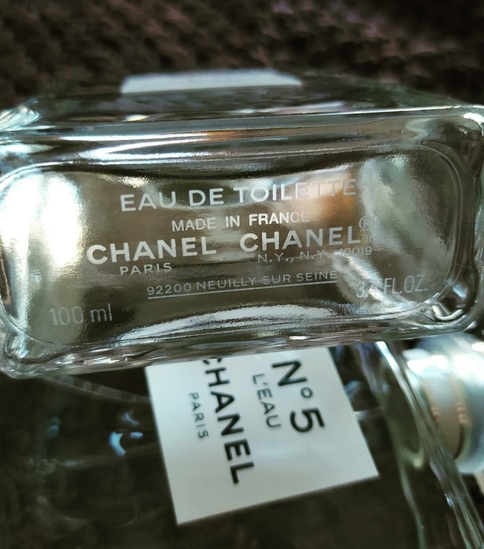 EAU DE TOILETTE
MADE IN FRANCE
CHANEL CHANEL®
PARIS N.Y., N.Y. 10019
92200 NEUILLY SUR SEINE
100 ml 3.4 FL.OZ.
N°5
L'EAU
CHANEL
PARIS